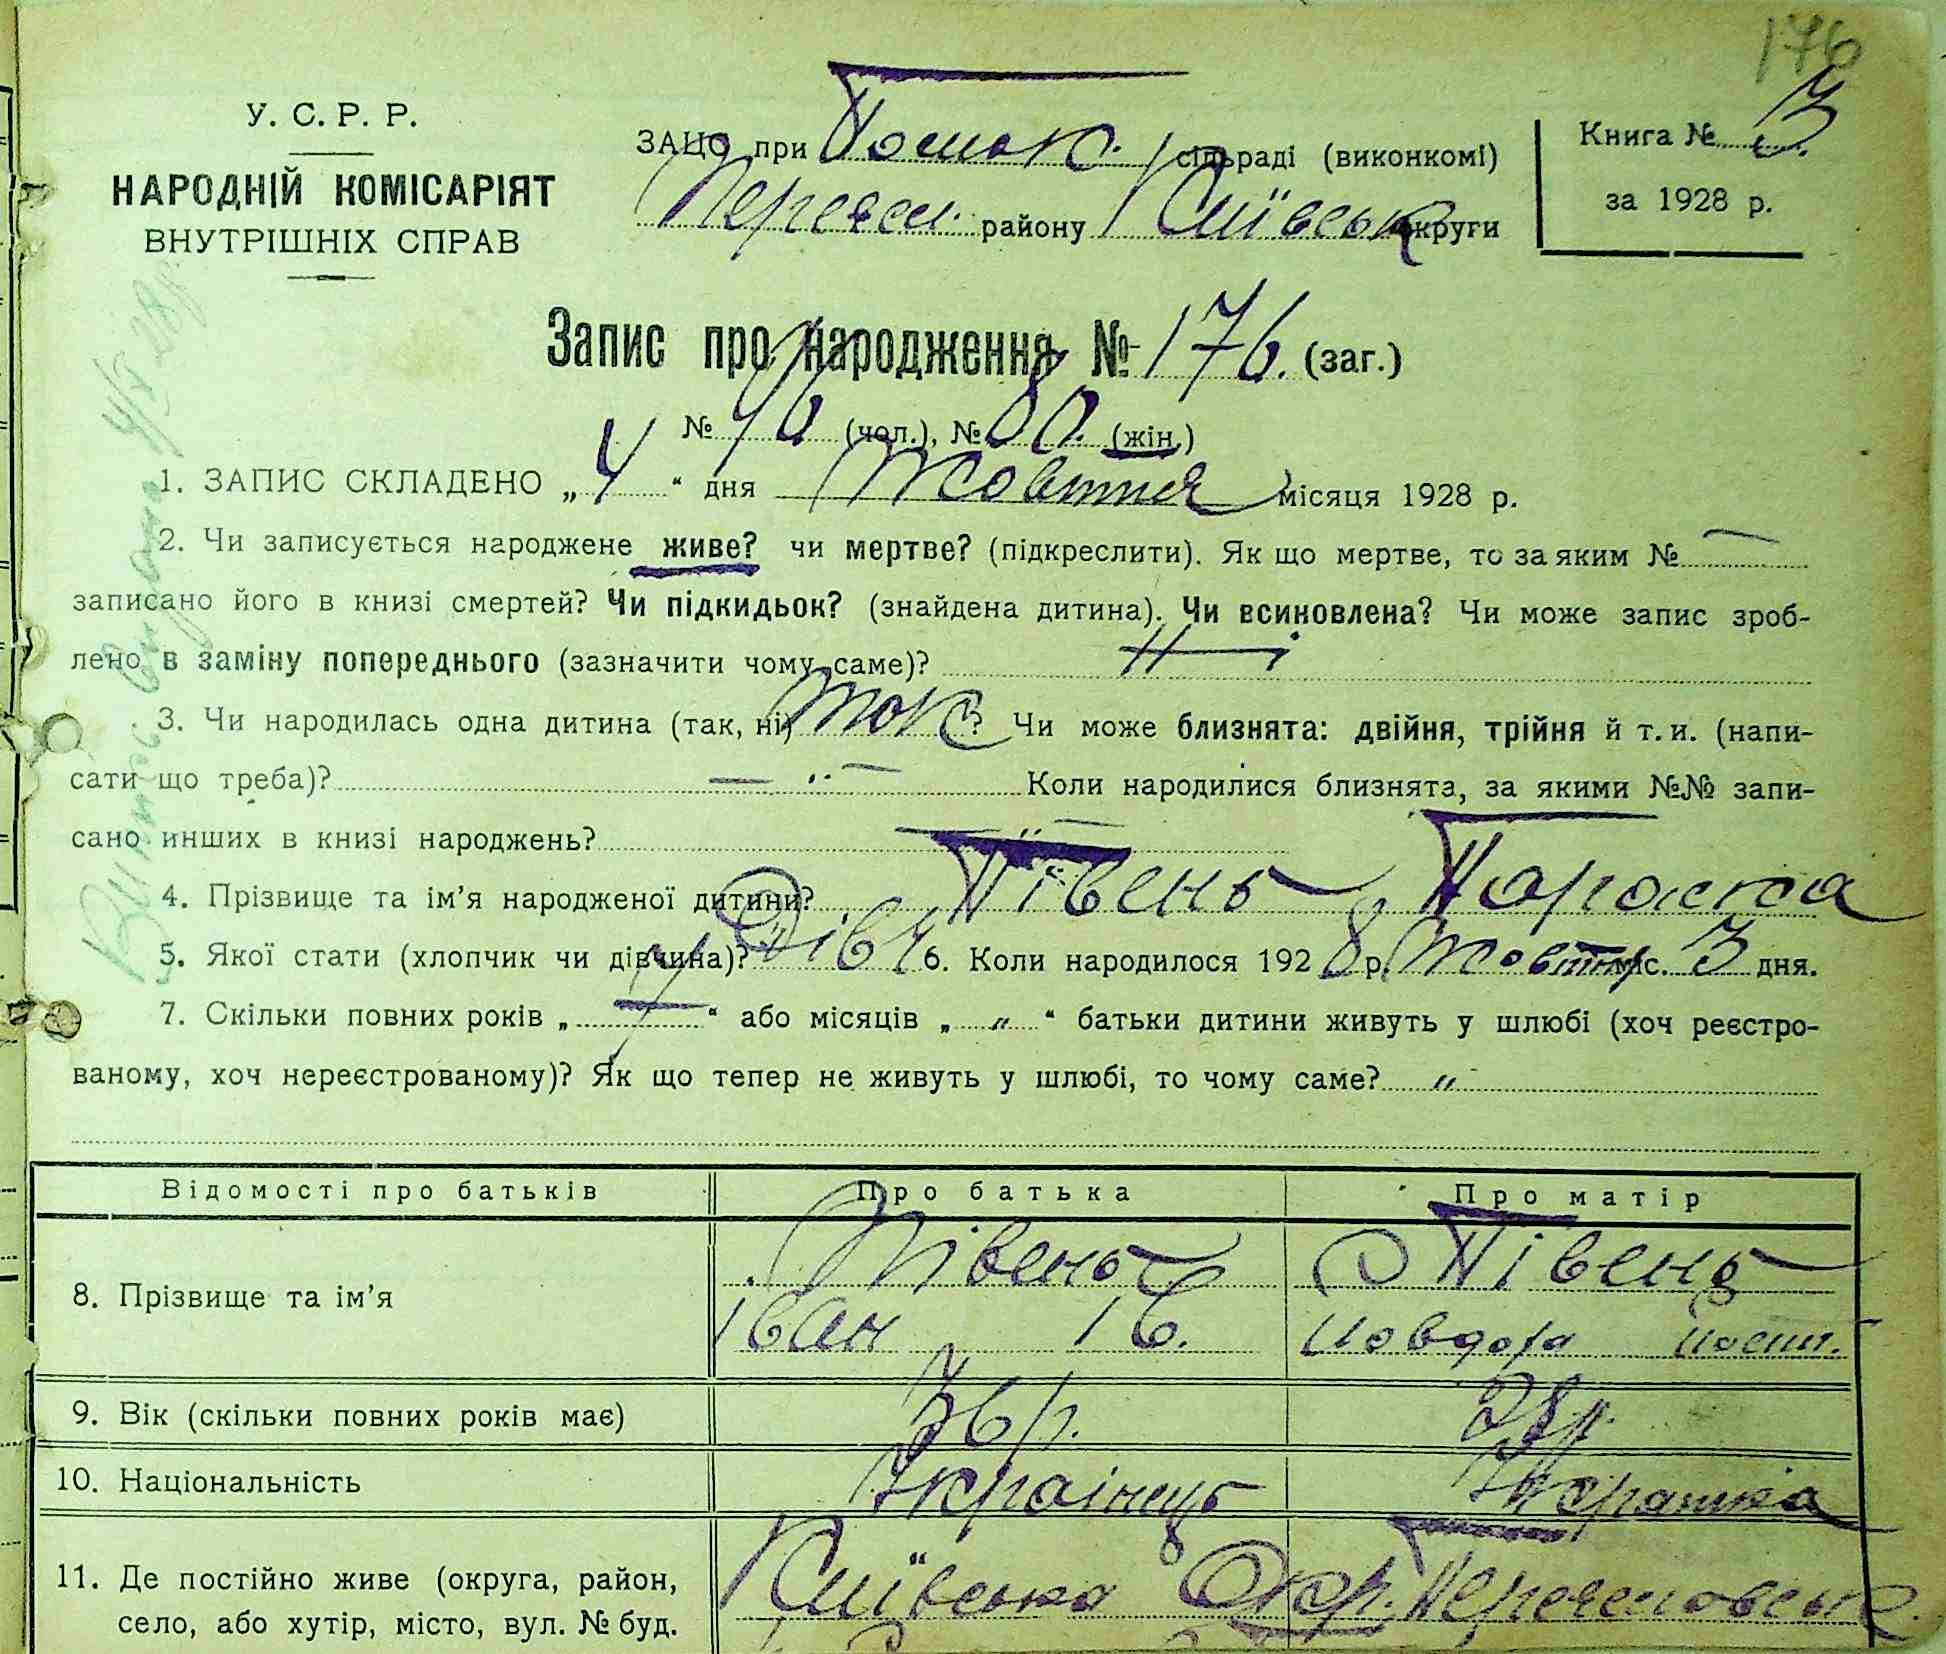 176
У. С. Р. Р.
НАРОДНІЙ КОМІСАРІЯТ
ВНУТРІШНІХ СПРАВ
ЗАЦС при Помок. сільраді (виконкомі)
Переясл. району Київськ округи
Книга № 3.
за 1928 р.
Запис про народження № 176. (заг.)
№ 96 (чол.), № 80. (жін.)
1. ЗАПИС СКЛАДЕНО „ 4 “ дня Жовтня місяця 1928 р.
2. Чи записується народжене живе? чи мертве? (підкреслити). Як що мертве, то за яким № —
записано його в книзі смертей? Чи підкидьок? (знайдена дитина). Чи всиновлена? Чи може запис зроб-
лено в заміну попереднього (зазначити чому саме)? Ні
3. Чи народилась одна дитина (так, ні) так ? Чи може близнята: двійня, трійня й т. и. (напи-
сати що треба)? — „ — Коли народилися близнята, за якими №№ запи-
сано инших в книзі народжень? — „ —
4. Прізвище та ім’я народженої дитини? Півень Параска
5. Якої стати (хлопчик чи дівчина)? Дівч 6. Коли народилося 1928 р. Жовтня міс. 3 дня.
7. Скільки повних років „ “ або місяців „ „ “ батьки дитини живуть у шлюбі (хоч реєстро-
ваному, хоч нереєстрованому)? Як що тепер не живуть у шлюбі, то чому саме? „
Відомості про батьків Про батька Про матір
8. Прізвище та ім’я Півень Півень
Іван Ів. Явдоха
9. Вік (скільки повних років має) 36 р. 28 р.
10. Національність Українець Українка
11. Де постійно живе (округа, район, Київська Окр. Переяславськ.
село, або хутір, місто, вул. № буд.